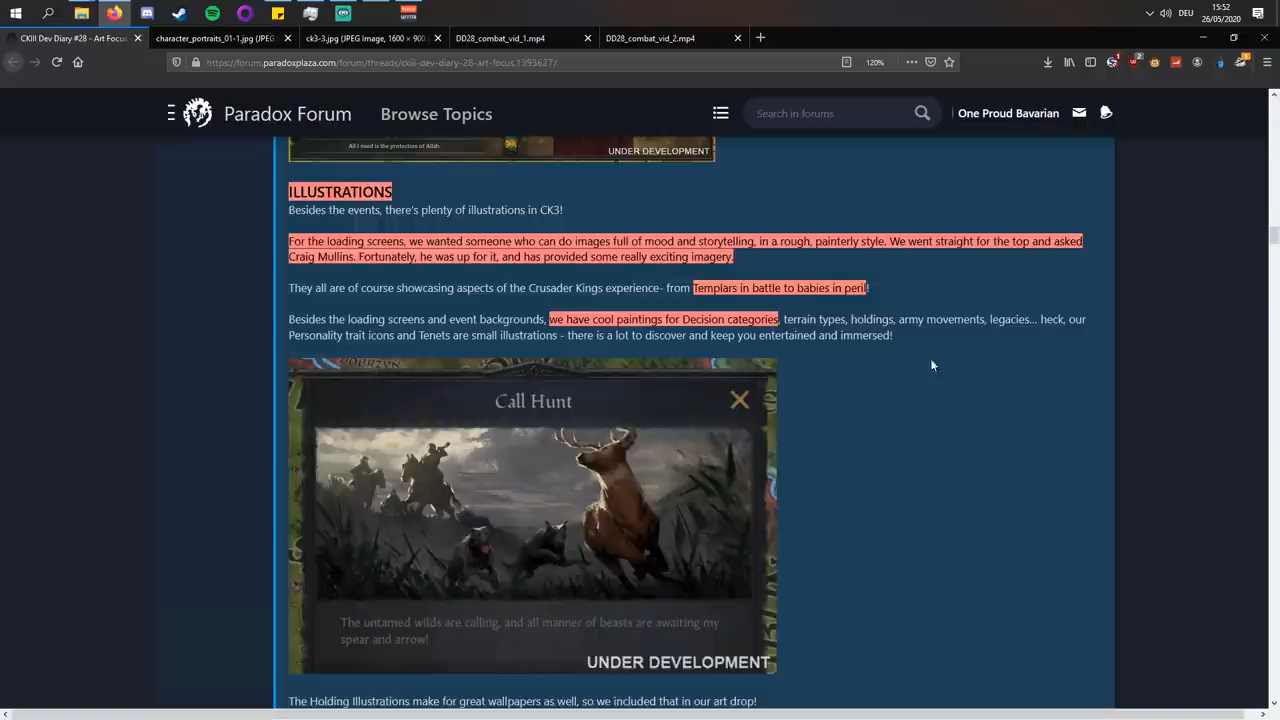 15:52
DEU
26/05/2020
CKIII Dev Diary #28 - Art Focus
character_portraits_01-1.jpg (JPEG
ck3-3.jpg (JPEG Image, 1600 × 900
DD28_combat_vid_1.mp4
DD28_combat_vid_2.mp4
https://forum.paradoxplaza.com/forum/threads/ckiii-dev-diary-28-art-focus.1393627/
120%
Paradox Forum
Browse Topics
Search in forums
One Proud Bavarian
All I need is the protection of Allah.
UNDER DEVELOPMENT
ILLUSTRATIONS
Besides the events, there's plenty of illustrations in CK3!
For the loading screens, we wanted someone who can do images full of mood and storytelling, in a rough, painterly style. We went straight for the top and asked
Craig Mullins. Fortunately, he was up for it, and has provided some really exciting imagery.
They all are of course showcasing aspects of the Crusader Kings experience- from Templars in battle to babies in peril!
Besides the loading screens and event backgrounds, we have cool paintings for Decision categories, terrain types, holdings, army movements, legacies... heck, our
Personality trait icons and Tenets are small illustrations - there is a lot to discover and keep you entertained and immersed!
Call Hunt
The untamed wilds are calling, and all manner of beasts are awaiting my
spear and arrow!
UNDER DEVELOPMENT
The Holding Illustrations make for great wallpapers as well, so we included that in our art drop!